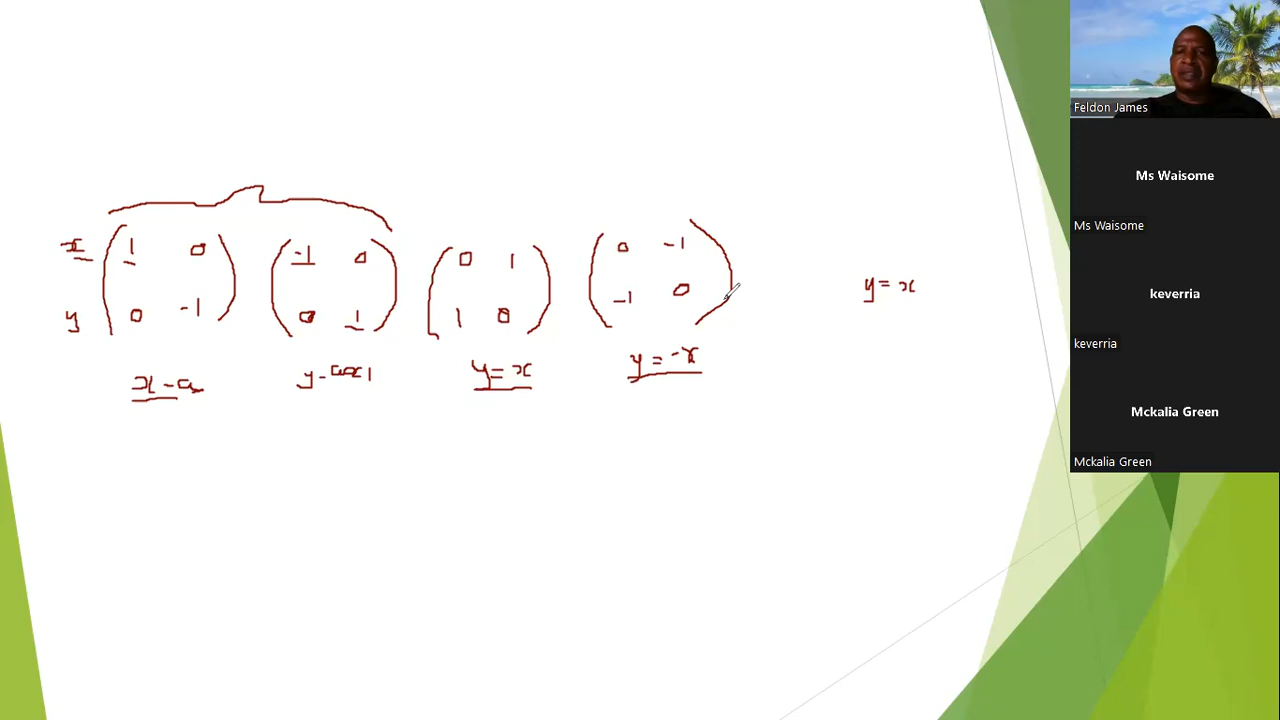 x ( 1 0 ) ( -1 0 ) ( 0 1 ) ( 0 -1 )
y ( 0 -1 ) ( 0 1 ) ( 1 0 ) ( -1 0 )
y = x
x - a
y -
y = x
y = -x
Feldon James
Ms Waisome
Ms Waisome
keverria
keverria
Mckalia Green
Mckalia Green